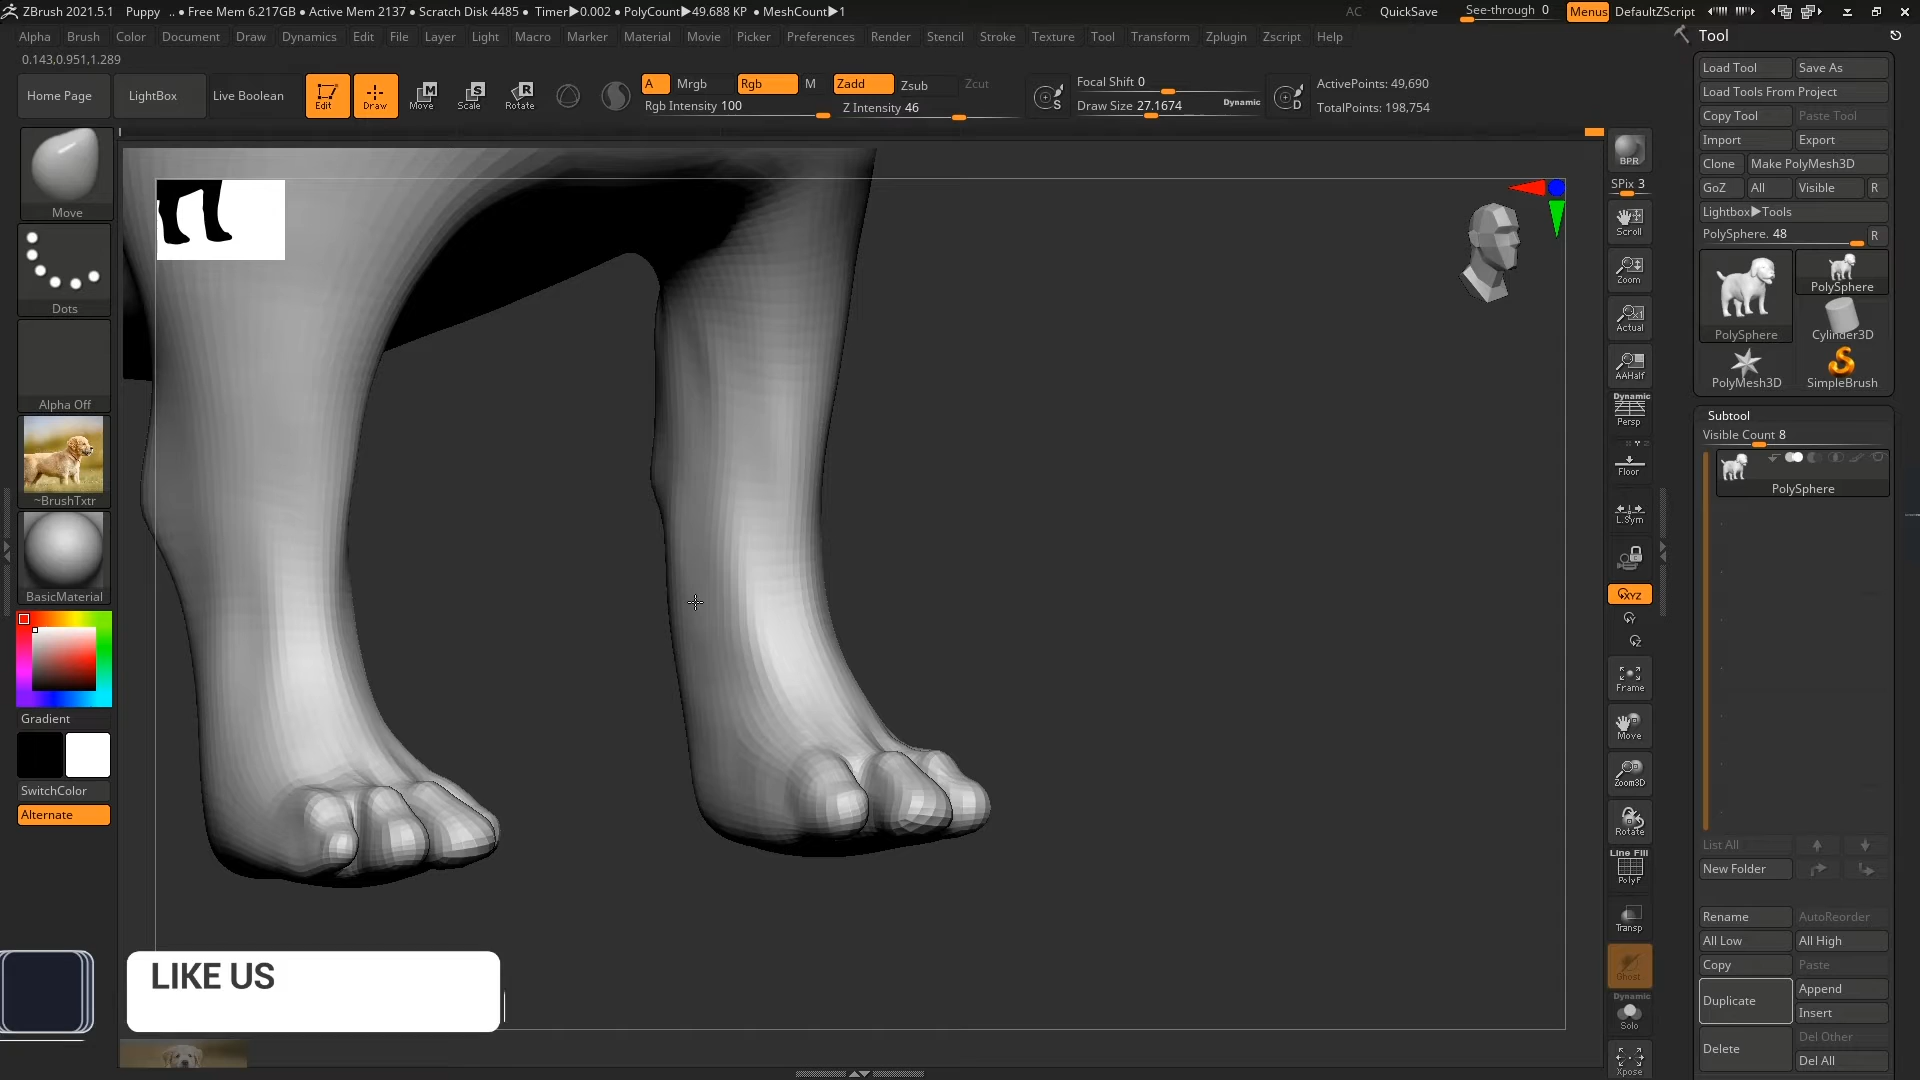 ZBrush 2021.5.1 Puppy .. • Free Mem 6.217GB • Active Mem 2137 • Scratch Disk 4485 • Timer▶0.002 • PolyCount▶49.688 KP • MeshCount▶1 AC QuickSave See-through 0 Menus DefaultZScript
Alpha Brush Color Document Draw Dynamics Edit File Layer Light Macro Marker Material Movie Picker Preferences Render Stencil Stroke Texture Tool Transform Zplugin Zscript Help
0.143,0.951,1.289
Home Page LightBox Live Boolean Edit Draw Move Scale Rotate
A Mrgb Rgb M Zadd Zsub Zcut
Rgb Intensity 100 Z Intensity 46
S Focal Shift 0
Draw Size 27.1674 Dynamic
D ActivePoints: 49,690
TotalPoints: 198,754
Move
Dots
Alpha Off
~BrushTxtr
BasicMaterial
Gradient
SwitchColor
Alternate
LIKE US
BPR
SPix 3
Scroll
Zoom
Actual
AAHalf
Dynamic
Persp
Floor
L.Sym
XYZ
Y
Z
Frame
Move
Zoom3D
Rotate
Line Fill
PolyF
Transp
Ghost
Dynamic
Solo
Xpose
Tool
Load Tool Save As
Load Tools From Project
Copy Tool Paste Tool
Import Export
Clone Make PolyMesh3D
GoZ All Visible R
Lightbox▶Tools
PolySphere. 48 R
PolySphere PolySphere
Cylinder3D
PolyMesh3D SimpleBrush
Subtool
Visible Count 8
PolySphere
List All
New Folder
Rename AutoReorder
All Low All High
Copy Paste
Duplicate Append
Insert
Delete Del Other
Del All